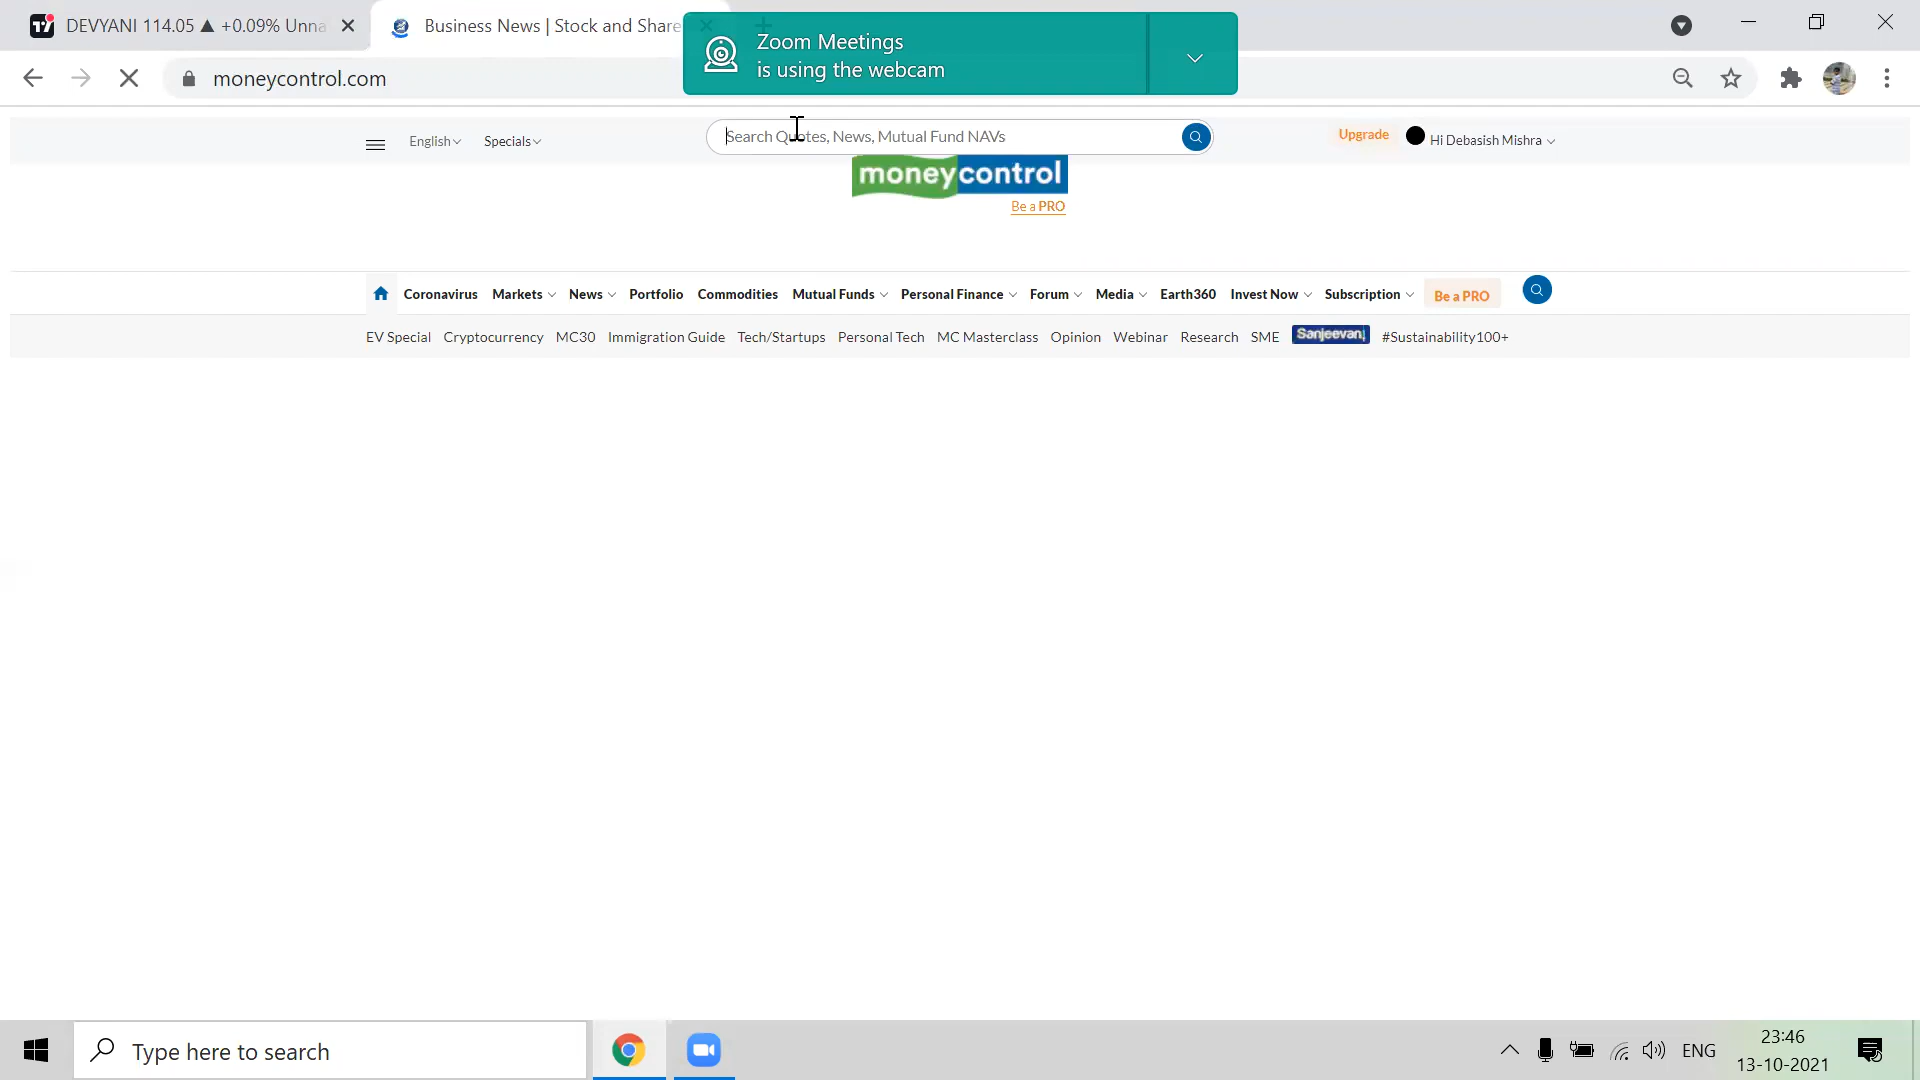 DEVYANI 114.05 ▲ +0.09% Unna
Business News | Stock and Share
Zoom Meetings
is using the webcam
moneycontrol.com
English
Specials
Search Quotes, News, Mutual Fund NAVs
Upgrade
Hi Debasish Mishra
moneycontrol
Be a PRO
Coronavirus Markets News Portfolio Commodities Mutual Funds Personal Finance Forum Media Earth360 Invest Now Subscription Be a PRO
EV Special Cryptocurrency MC30 Immigration Guide Tech/Startups Personal Tech MC Masterclass Opinion Webinar Research SME Sanjeevani #Sustainability100+
Type here to search
ENG
23:46
13-10-2021